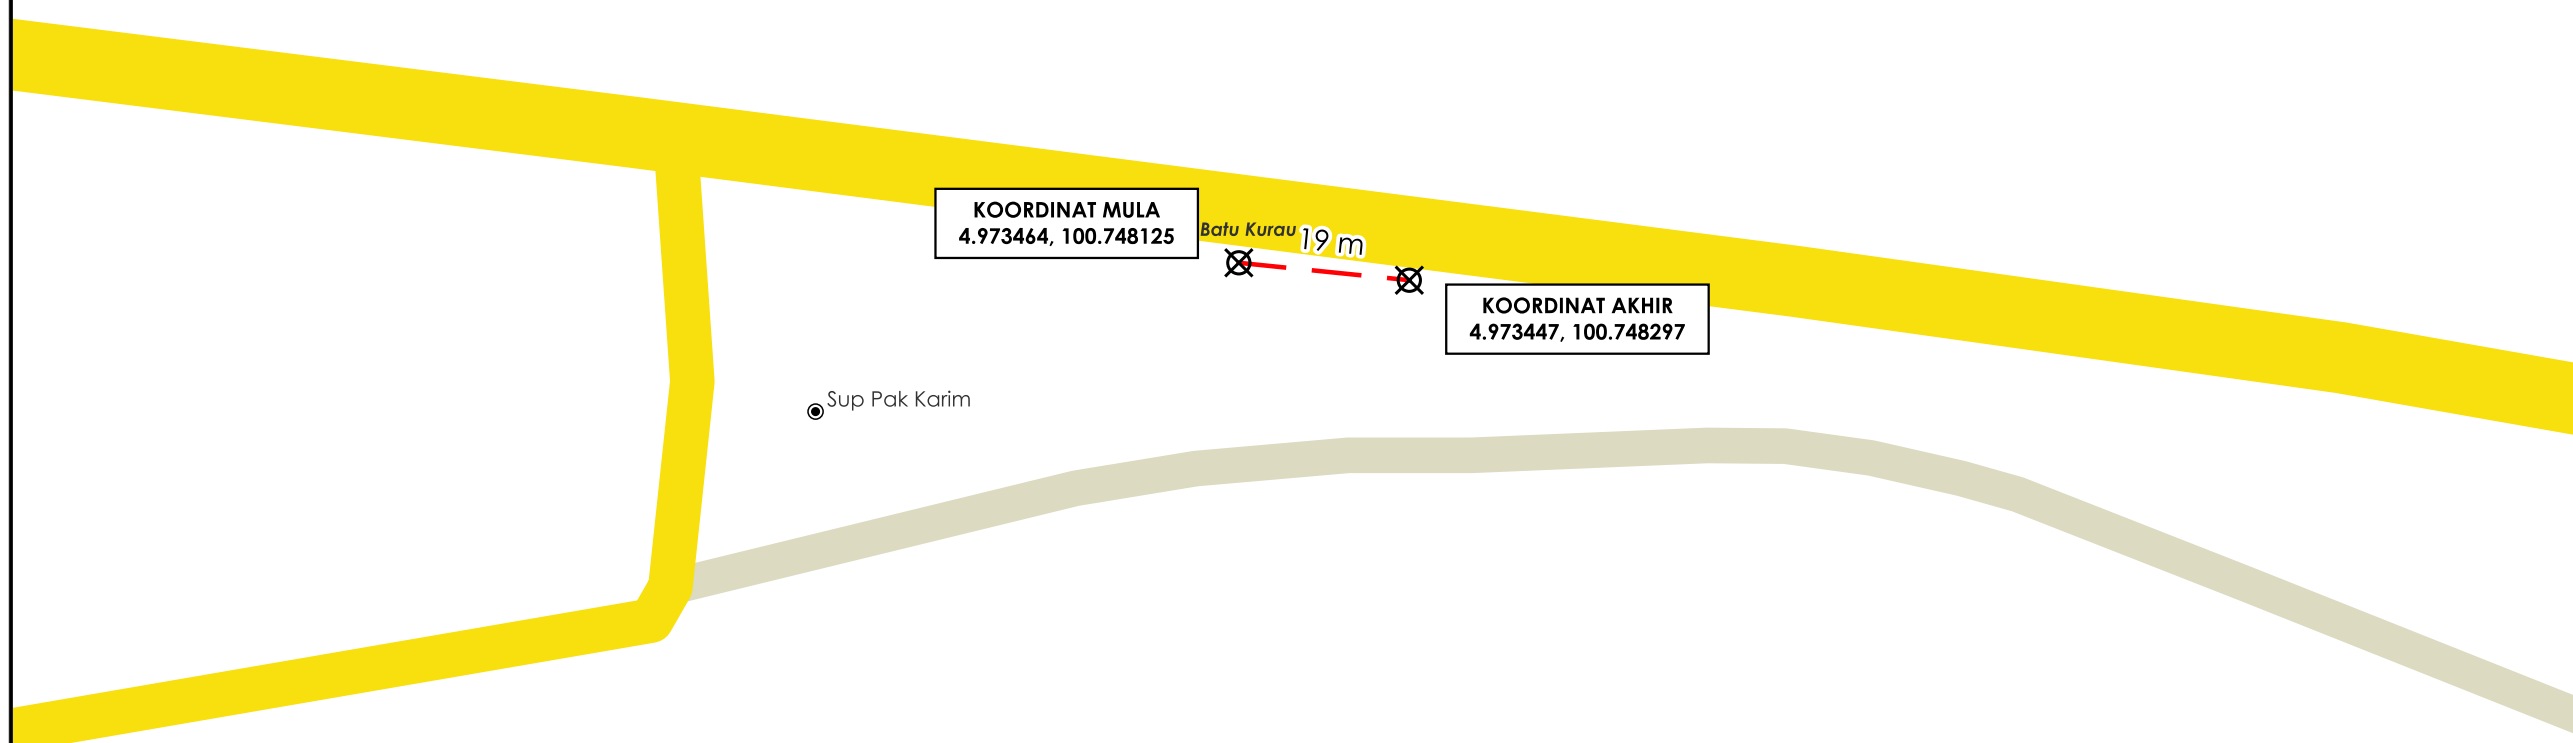 KOORDINAT MULA
4.973464, 100.748125
Batu Kurau
19 m
KOORDINAT AKHIR
4.973447, 100.748297
Sup Pak Karim